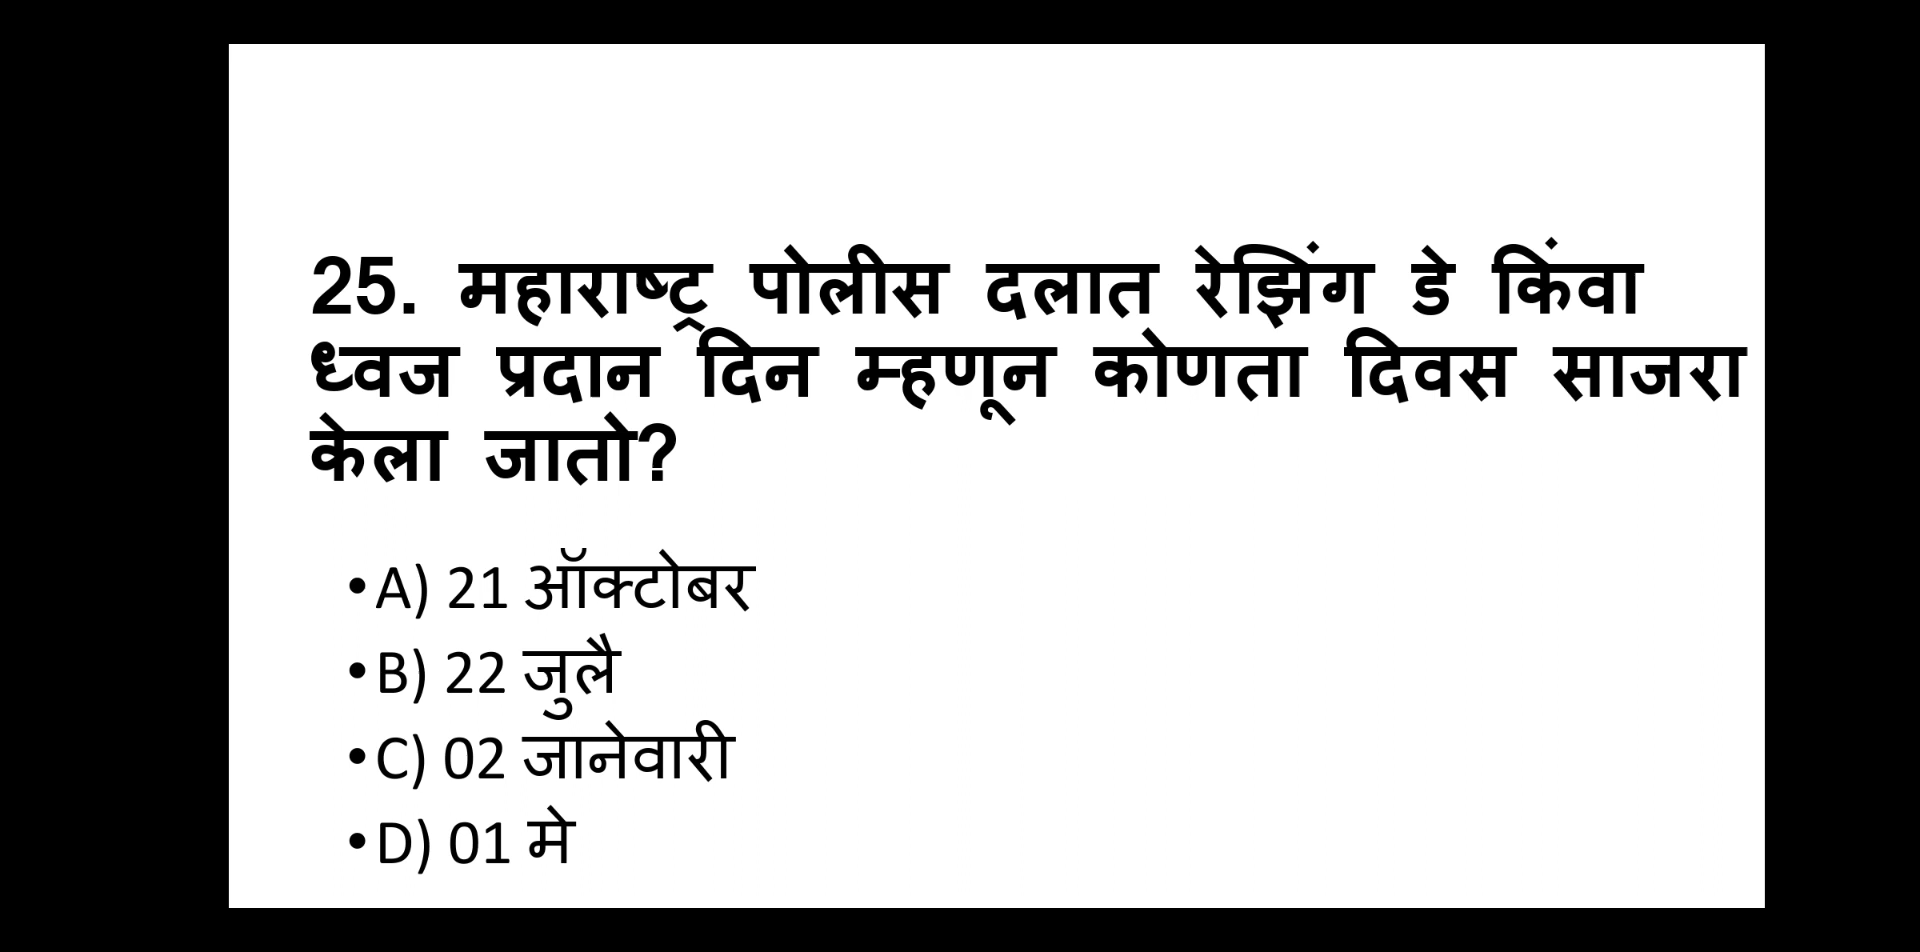 25. महाराष्ट्र पोलीस दलात रेझिंग डे किंवा
ध्वज प्रदान दिन म्हणून कोणता दिवस साजरा
केला जातो?
•A) 21 ऑक्टोबर
•B) 22 जुलै
•C) 02 जानेवारी
•D) 01 मे